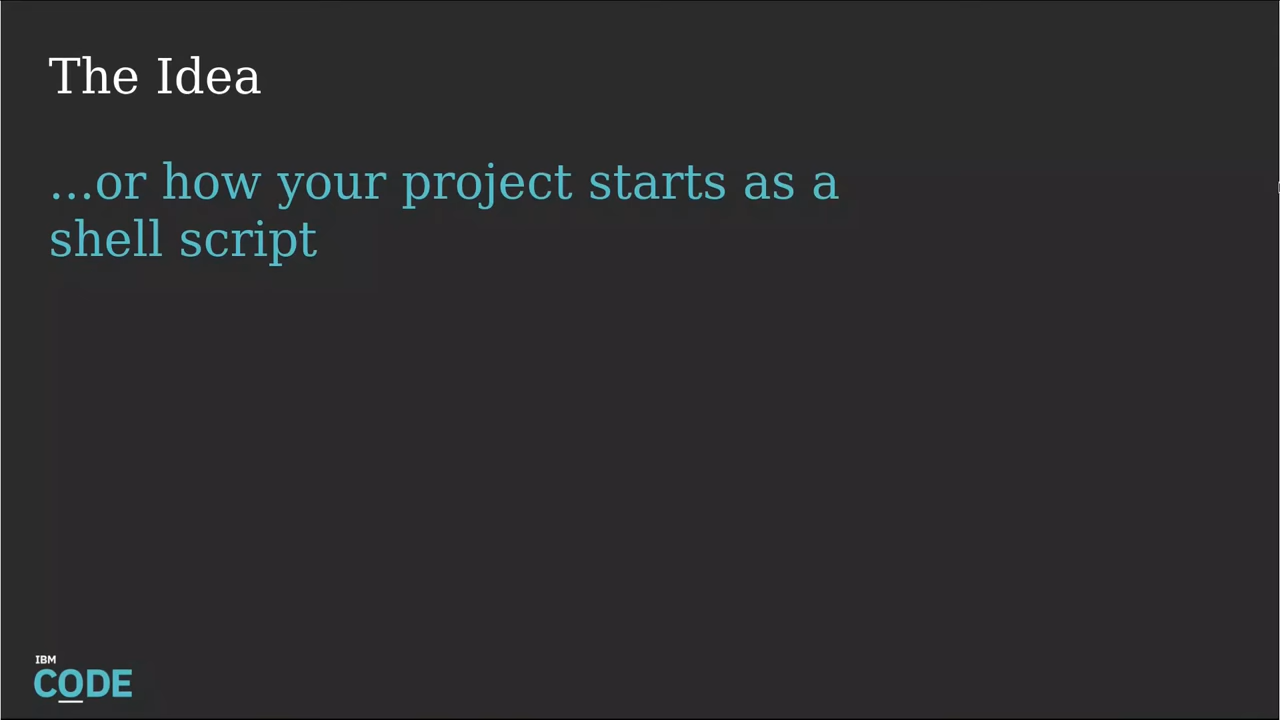 The Idea
...or how your project starts as a
shell script
IBM
CODE